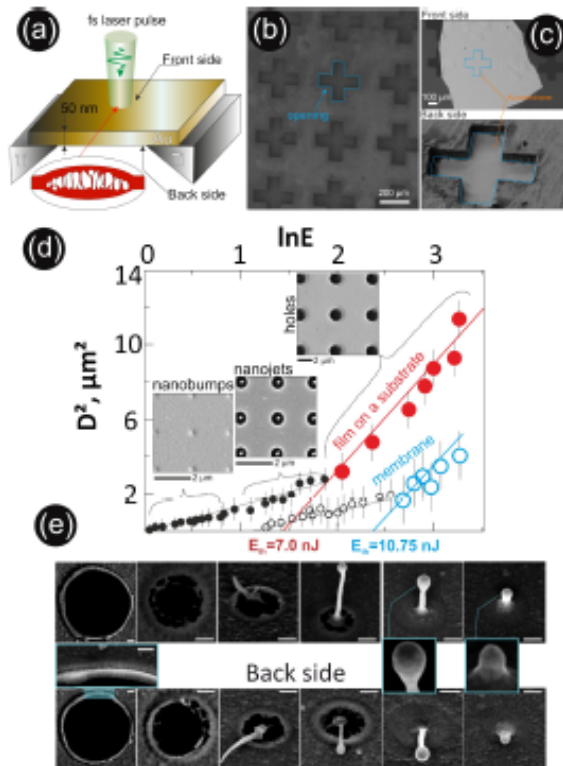 (a)
fs laser pulse
Front side
50 nm
Back side
(b)
opening
200 µm
(c)
Front side
100 µm
Back side
(d)
lnE
0 1 2 3
14
10
6
2
D², µm²
holes
2 µm
nanojets
2 µm
nanobumps
2 µm
film on a substrate
membrane
Eₜₕ=7.0 nJ
Eₜₕ=10.75 nJ
(e)
Back side